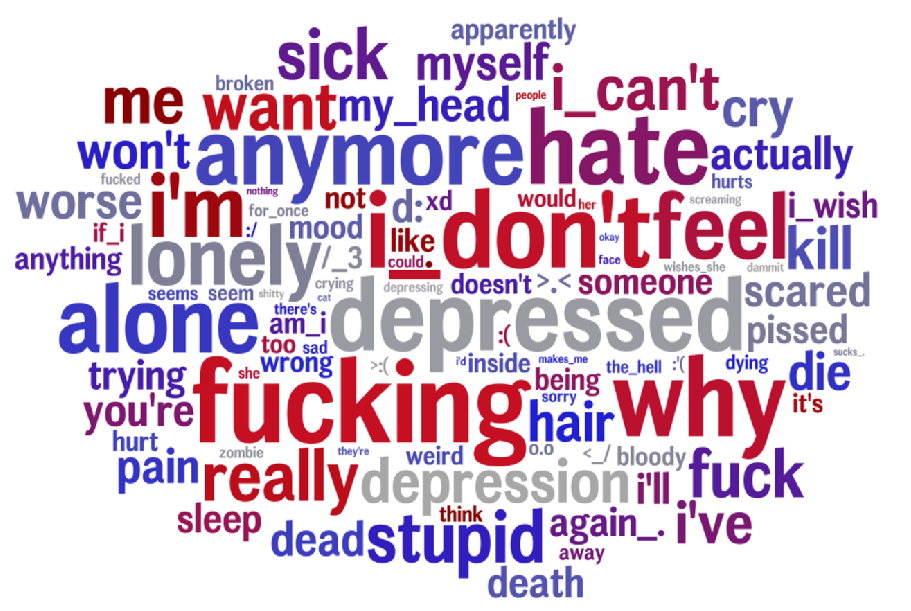 apparently
sick
myself
broken
i_can't
me
want
my_head
people
cry
won't
anymore
hate
actually
fucked
hurts
worse
i'm
nothing
not
d:
xd
would
her
screaming
i_wish
for_once
if_i
:/
mood
i
like
don't
feel
okay
kill
anything
lonely
/_3
could
.
_
face
wishes_she
dammit
crying
cat
depressing
doesn't
>.<
someone
scared
seems
seem
shitty
alone
there's
am_i
depressed
:(
pissed
too
sad
sucks_.
wrong
>:(
i'd
inside
makes_me
the_hell
:'(
dying
die
trying
she
fucking
being
why
sorry
it's
you're
hair
hurt
zombie
they're
weird
o.o
<_/
bloody
pain
really
depression
i'll
fuck
sleep
think
again
_.
i've
dead
stupid
away
death